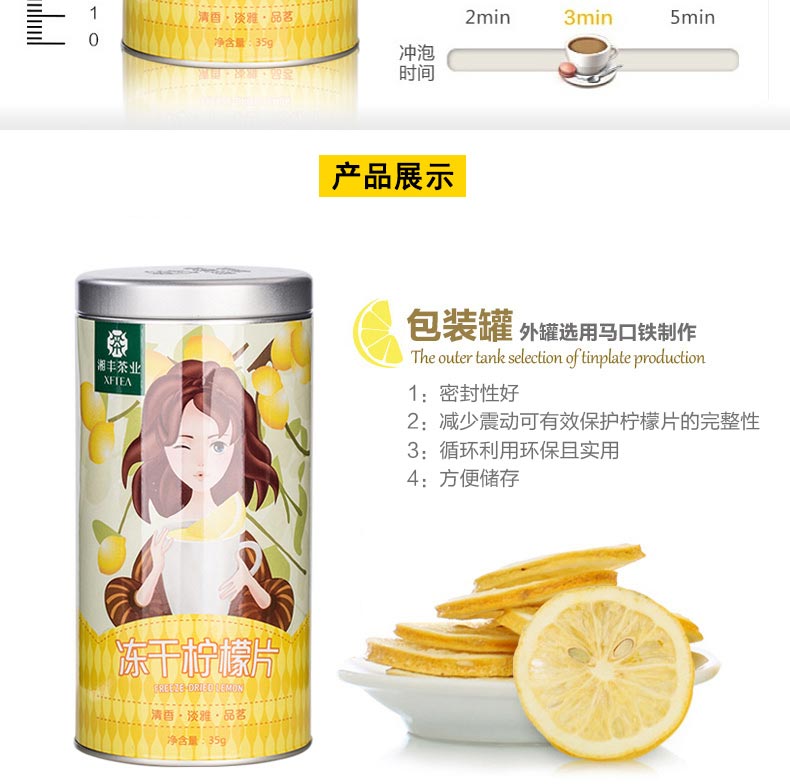 1
0
清香·淡雅·品茗
净含量：35g
2min 3min 5min
冲泡
时间
产品展示
湘丰茶业
XFTEA
冻干柠檬片
FREEZE-DRIED LEMON
清香·淡雅·品茗
净含量：35g
包装罐 外罐选用马口铁制作
The outer tank selection of tinplate production
1：密封性好
2：减少震动可有效保护柠檬片的完整性
3：循环利用环保且实用
4：方便储存